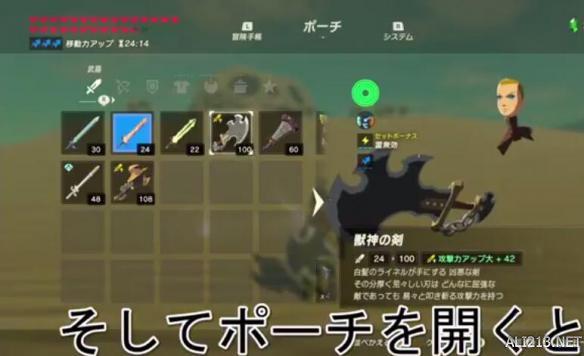 L
ポーチ
R
冒険手帳
システム
移動力アップ 24:14
武器
セットボーナス
雷無効
30
24
22
100
60
48
108
獣神の剣
24 › 100 攻撃力アップ大 + 42
白髪のライネルが手にする 凶悪な剣
その分厚く荒々しい刃は どんなに屈強な
敵であっても 易々と叩き斬る攻撃力を持つ
そしてポーチを開くと
ALI213.NET